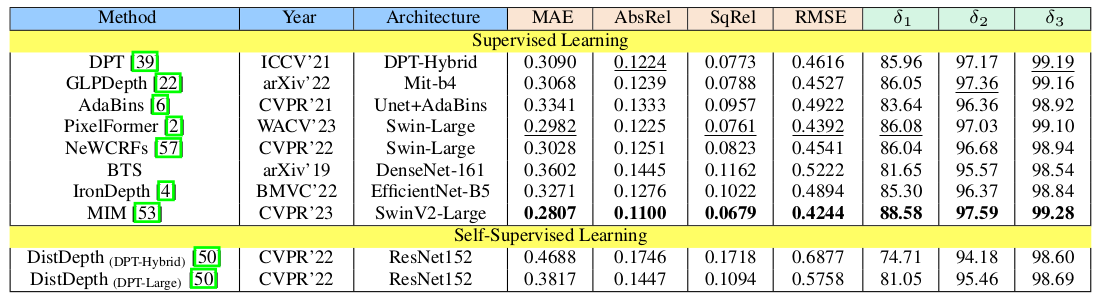 Method Year Architecture MAE AbsRel SqRel RMSE δ1 δ2 δ3
Supervised Learning
DPT [39] ICCV'21 DPT-Hybrid 0.3090 0.1224 0.0773 0.4616 85.96 97.17 99.19
GLPDepth [22] arXiv'22 Mit-b4 0.3068 0.1239 0.0788 0.4527 86.05 97.36 99.16
AdaBins [6] CVPR'21 Unet+AdaBins 0.3341 0.1333 0.0957 0.4922 83.64 96.36 98.92
PixelFormer [2] WACV'23 Swin-Large 0.2982 0.1225 0.0761 0.4392 86.08 97.03 99.10
NeWCRFs [57] CVPR'22 Swin-Large 0.3028 0.1251 0.0823 0.4541 86.04 96.68 98.94
BTS arXiv'19 DenseNet-161 0.3602 0.1445 0.1162 0.5222 81.65 95.57 98.54
IronDepth [4] BMVC'22 EfficientNet-B5 0.3271 0.1276 0.1022 0.4894 85.30 96.37 98.84
MIM [53] CVPR'23 SwinV2-Large 0.2807 0.1100 0.0679 0.4244 88.58 97.59 99.28
Self-Supervised Learning
DistDepth (DPT-Hybrid) [50] CVPR'22 ResNet152 0.4688 0.1746 0.1718 0.6877 74.71 94.18 98.60
DistDepth (DPT-Large) [50] CVPR'22 ResNet152 0.3817 0.1447 0.1094 0.5758 81.05 95.46 98.69